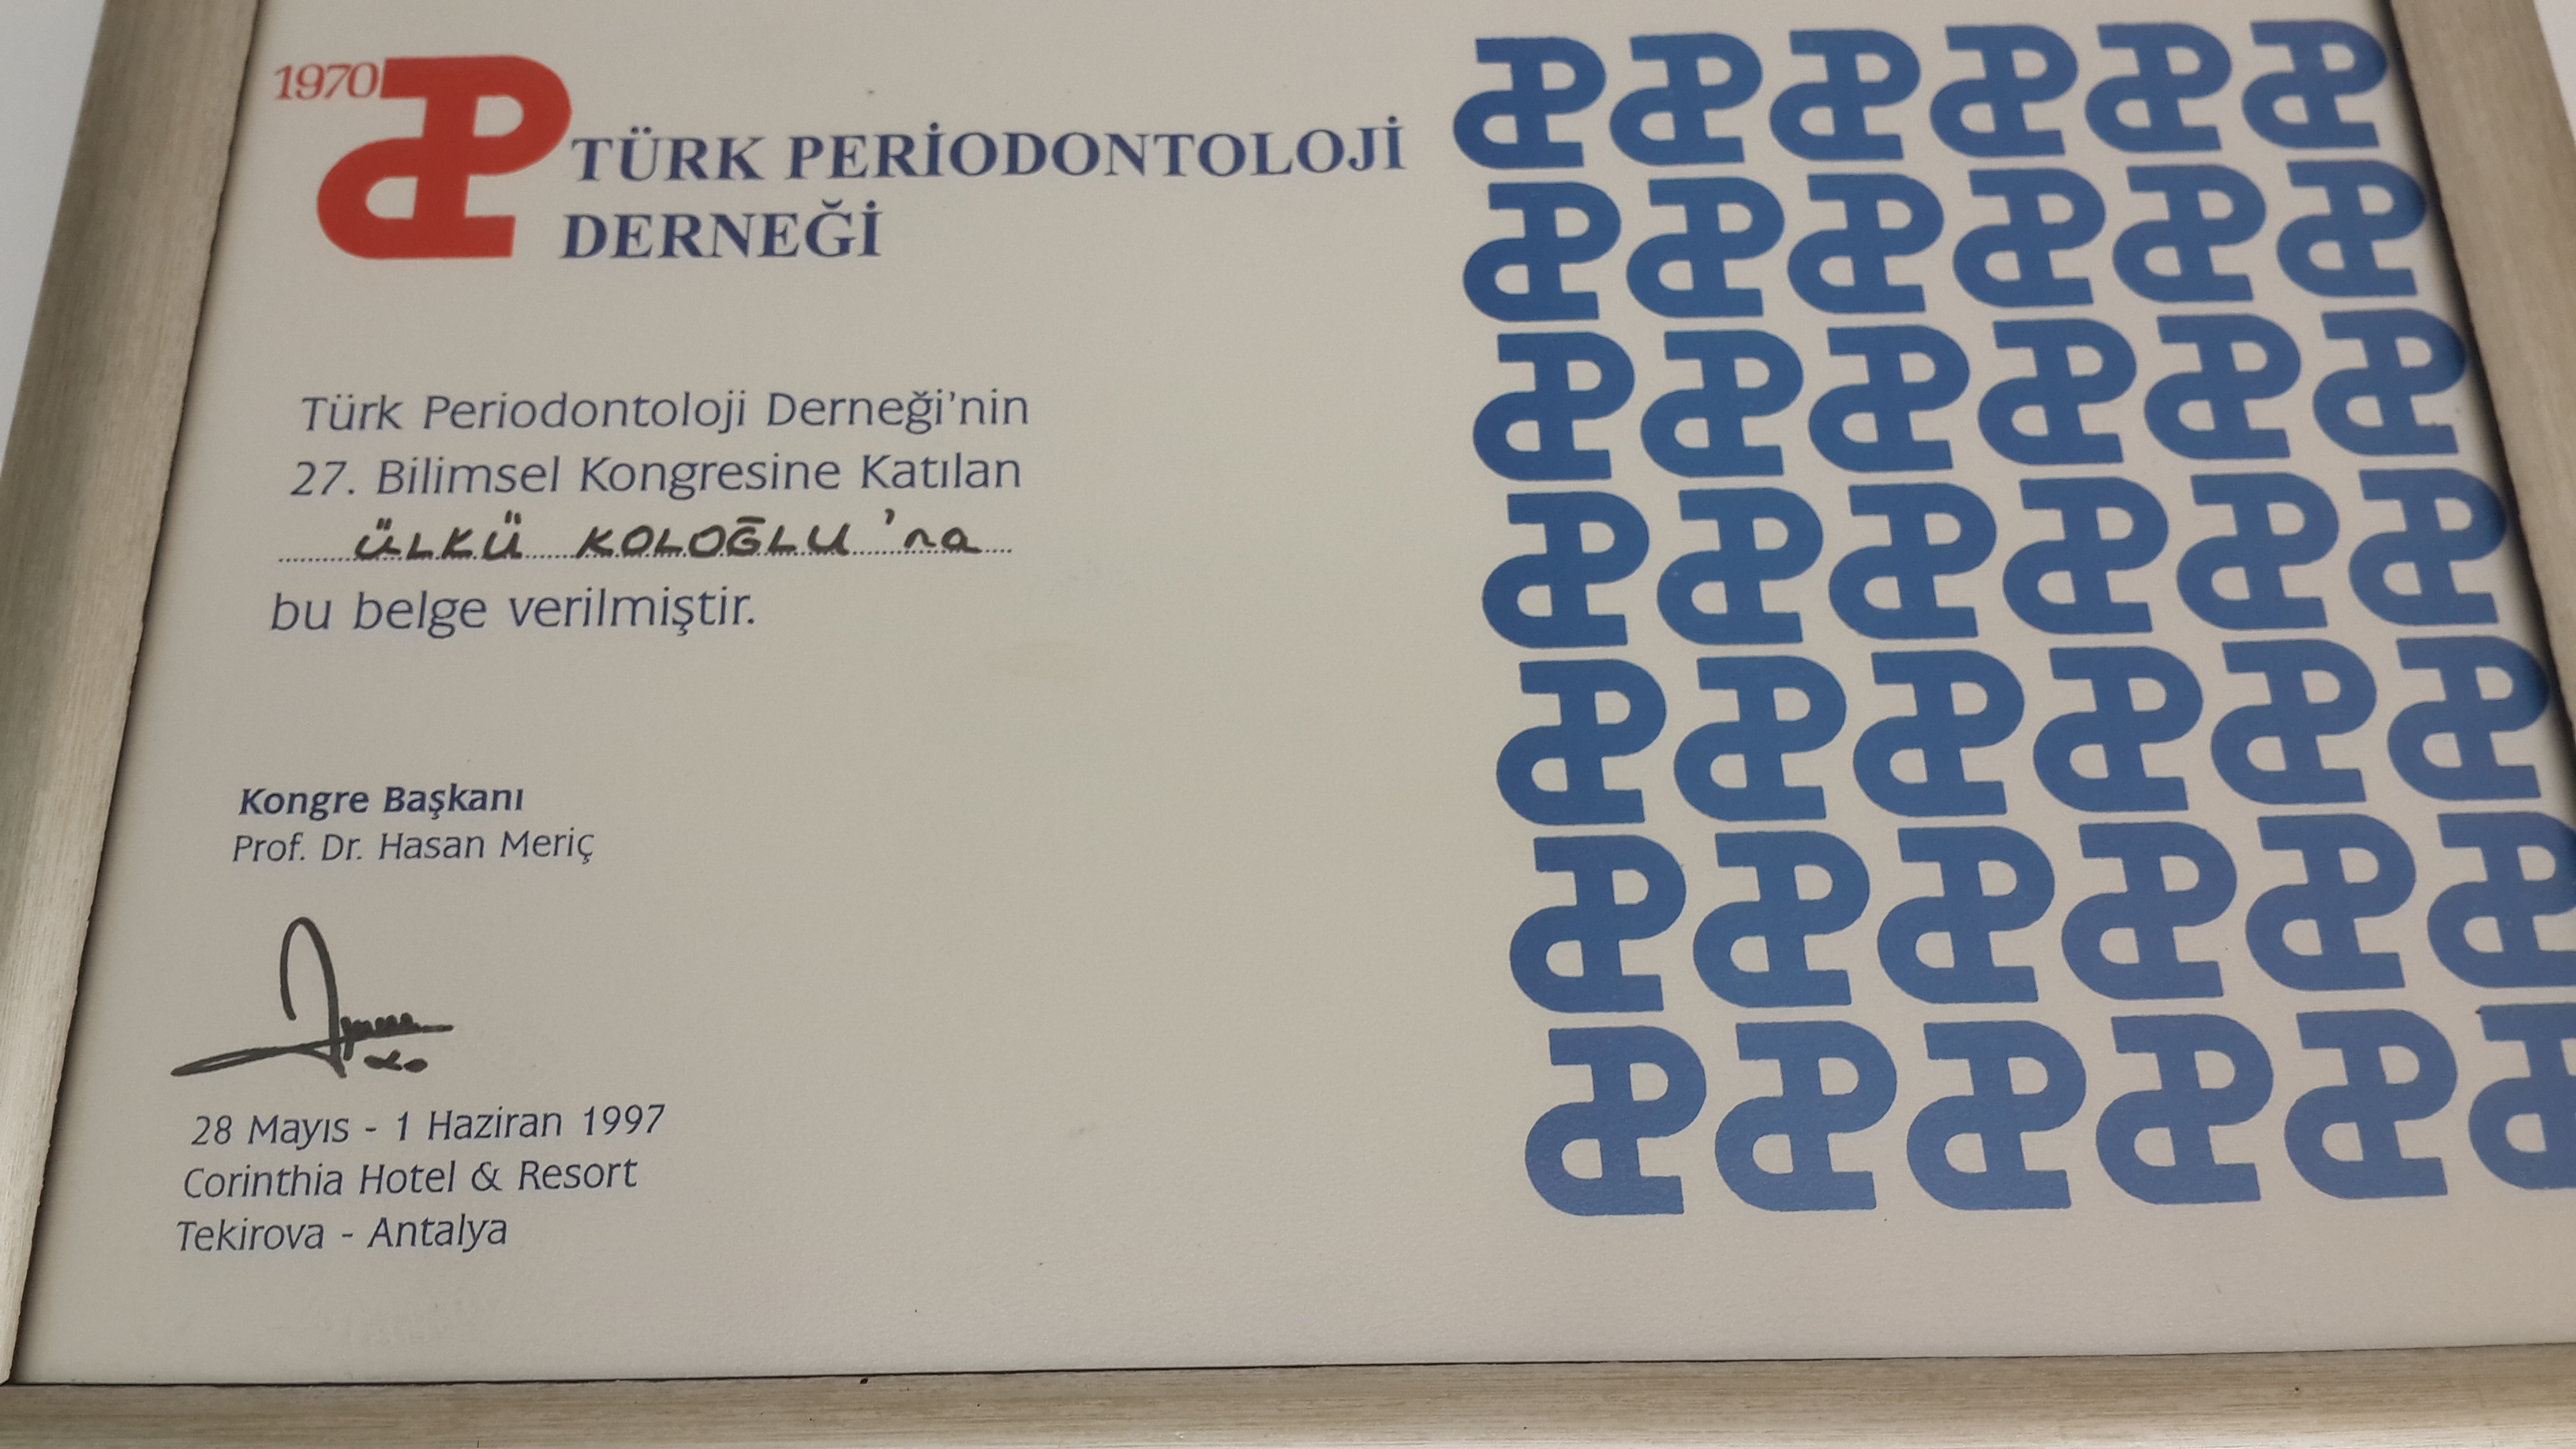 1970
TÜRK PERİODONTOLOJİ
DERNEĞİ
Türk Periodontoloji Derneği'nin
27. Bilimsel Kongresine Katılan
ÜLKÜ KOLOĞLU'na
bu belge verilmiştir.
Kongre Başkanı
Prof. Dr. Hasan Meriç
28 Mayıs - 1 Haziran 1997
Corinthia Hotel & Resort
Tekirova - Antalya